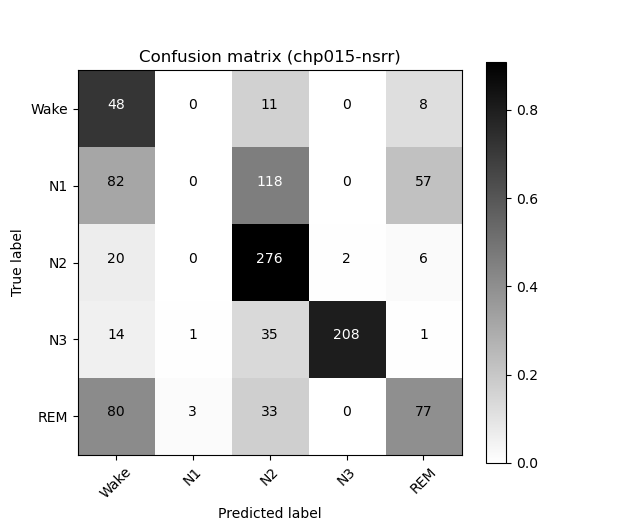 Confusion matrix (chp015-nsrr)
True label
Wake 48 0 11 0 8
N1 82 0 118 0 57
N2 20 0 276 2 6
N3 14 1 35 208 1
REM 80 3 33 0 77
Wake N1 N2 N3 REM
Predicted label
0.8
0.6
0.4
0.2
0.0